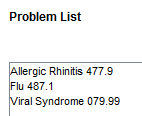 Problem List
Allergic Rhinitis 477.9
Flu 487.1
Viral Syndrome 079.99